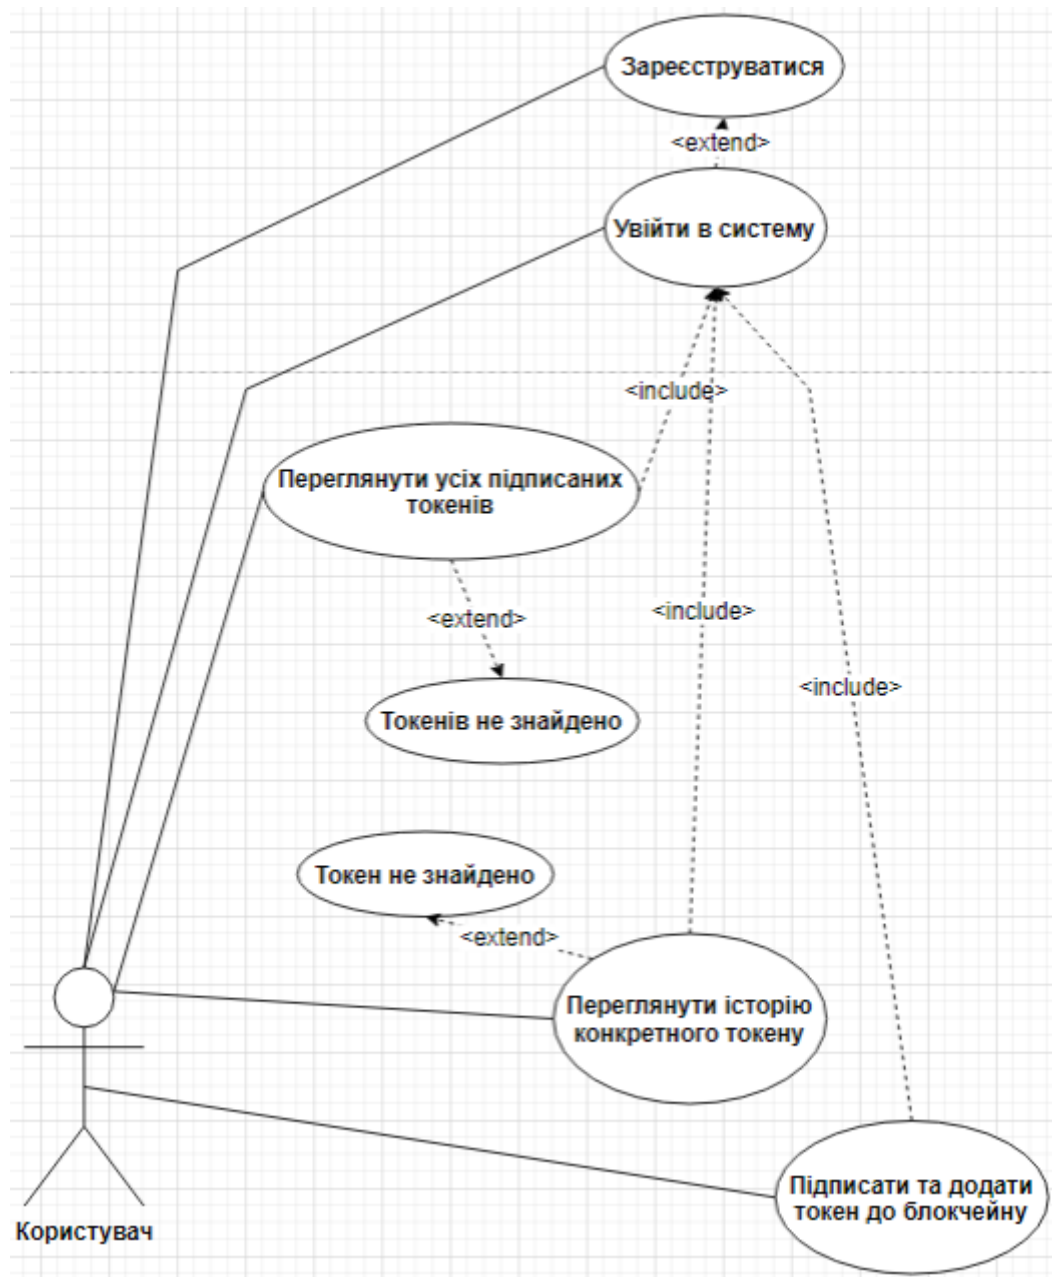 Зареєструватися
<extend>
Увійти в систему
<include>
Переглянути усіх підписаних
токенів
<include>
<extend>
<include>
Токенів не знайдено
Токен не знайдено
<extend>
Переглянути історію
конкретного токену
Підписати та додати
токен до блокчейну
Користувач